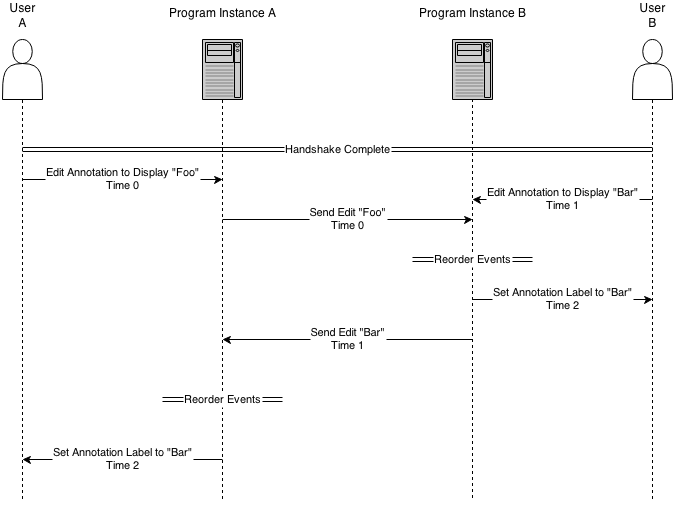 User
A
Program Instance A
Program Instance B
User
B
Handshake Complete
Edit Annotation to Display "Foo"
Time 0
Edit Annotation to Display "Bar"
Time 1
Send Edit "Foo"
Time 0
Reorder Events
Set Annotation Label to "Bar"
Time 2
Send Edit "Bar"
Time 1
Reorder Events
Set Annotation Label to "Bar"
Time 2